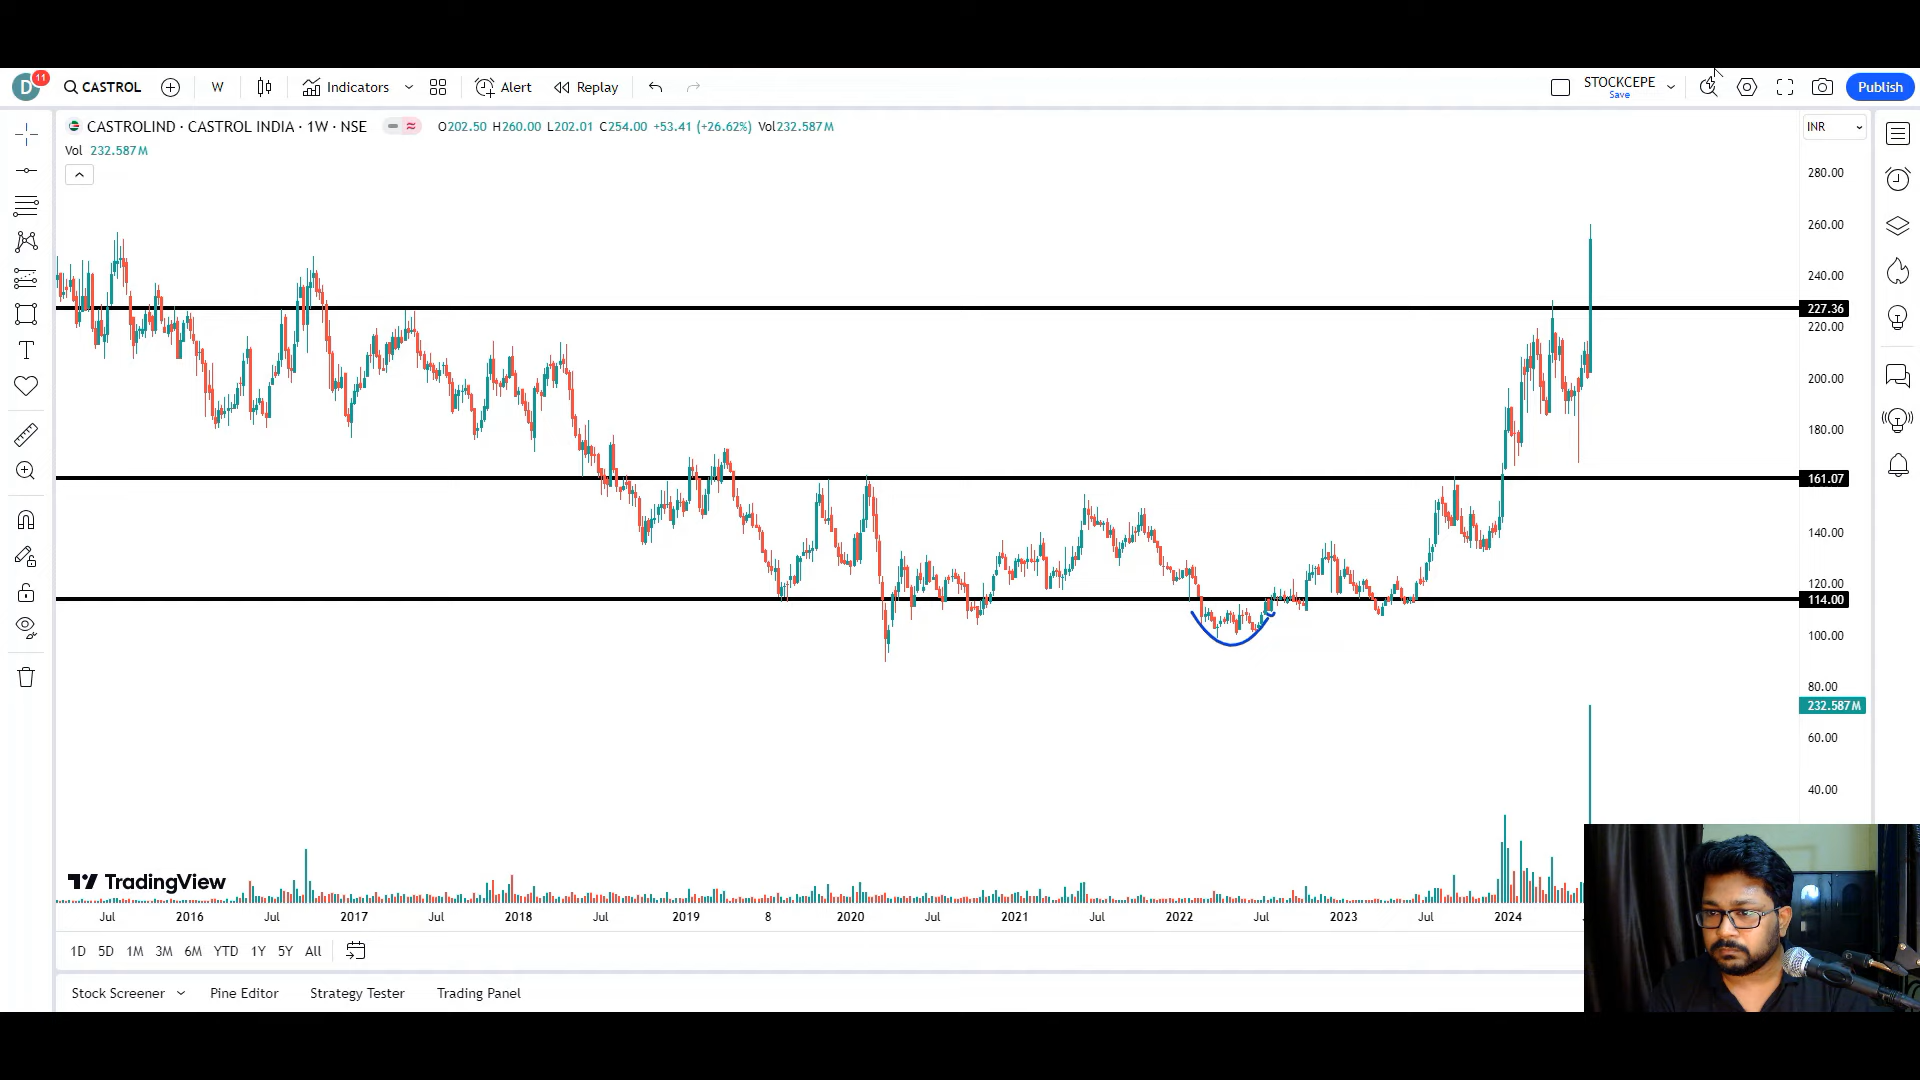 D 11 CASTROL W Indicators Alert Replay STOCKCEPE Save Publish
CASTROLIND · CASTROL INDIA · 1W · NSE O202.50 H260.00 L202.01 C254.00 +53.41 (+26.62%) Vol232.587M
INR
Vol 232.587M
280.00
260.00
240.00
227.36
220.00
200.00
180.00
161.07
140.00
120.00
114.00
100.00
80.00
232.587M
60.00
40.00
TradingView
Jul 2016 Jul 2017 Jul 2018 Jul 2019 8 2020 Jul 2021 Jul 2022 Jul 2023 Jul 2024
1D 5D 1M 3M 6M YTD 1Y 5Y All
Stock Screener Pine Editor Strategy Tester Trading Panel